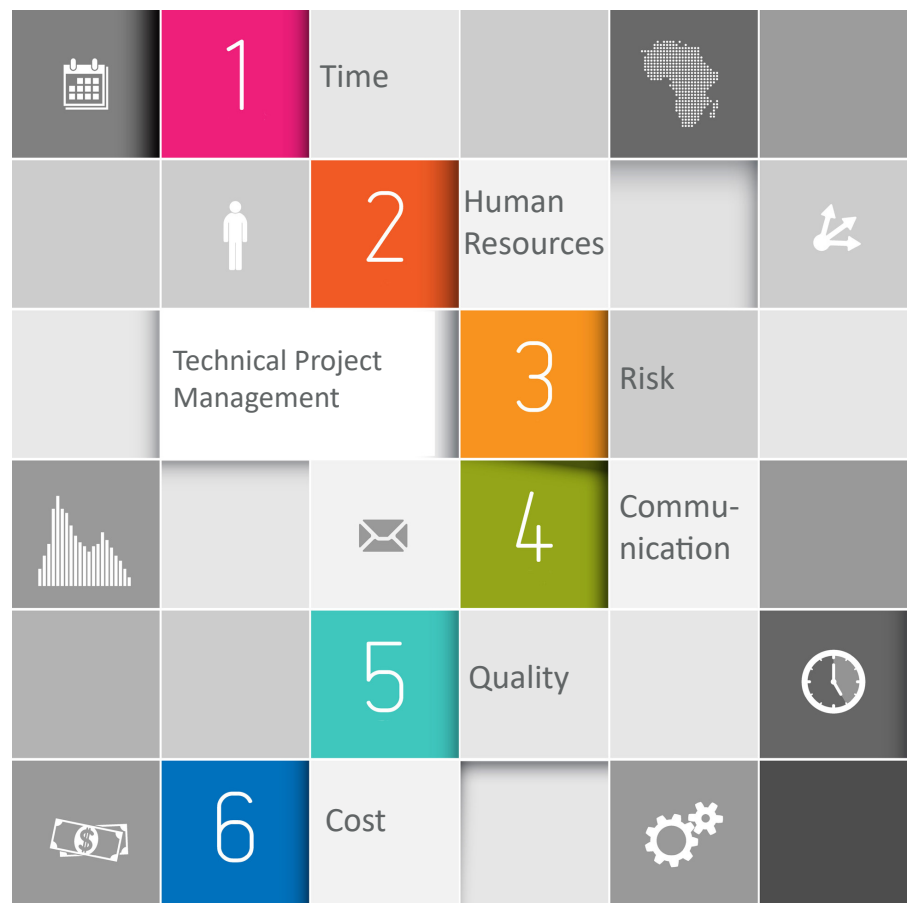 1
Time
2
Human
Resources
Technical Project
Management
3
Risk
4
Commu-
nication
5
Quality
6
Cost
$